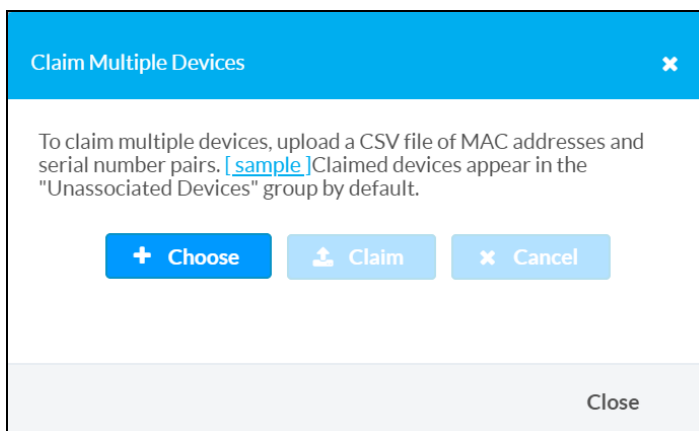 Claim Multiple Devices
To claim multiple devices, upload a CSV file of MAC addresses and
serial number pairs. [ sample ]Claimed devices appear in the
"Unassociated Devices" group by default.
Choose Claim Cancel
Close